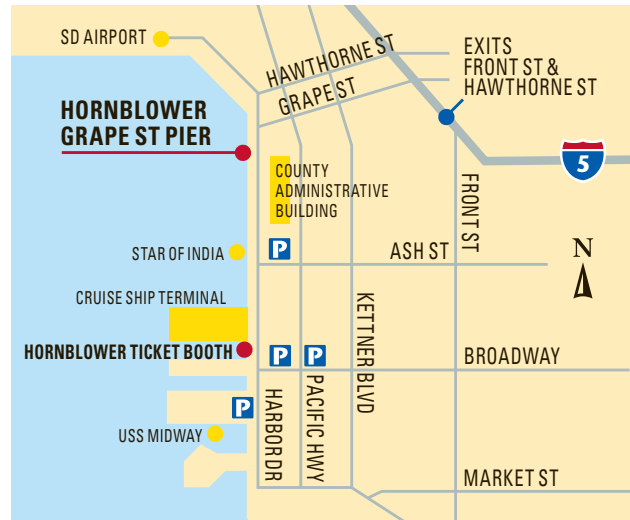 SD AIRPORT
HAWTHORNE ST
GRAPE ST
EXITS
FRONT ST &
HAWTHORNE ST
HORNBLOWER
GRAPE ST PIER
5
COUNTY
ADMINISTRATIVE
BUILDING
FRONT ST
STAR OF INDIA
P
ASH ST
N
CRUISE SHIP TERMINAL
KETTNER BLVD
HORNBLOWER TICKET BOOTH
P
P
BROADWAY
HARBOR DR
PACIFIC HWY
P
USS MIDWAY
MARKET ST